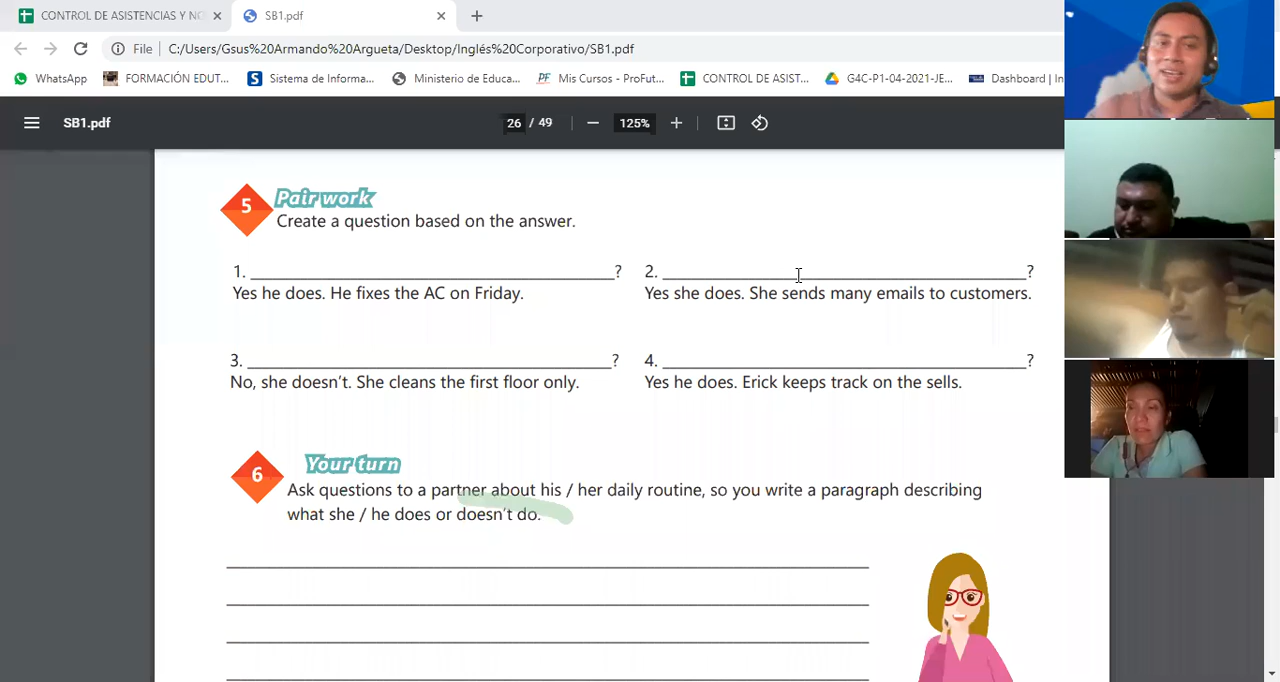 CONTROL DE ASISTENCIAS Y NO
SB1.pdf
File
C:/Users/Gsus%20Armando%20Argueta/Desktop/Inglés%20Corporativo/SB1.pdf
WhatsApp
FORMACIÓN EDUT...
Sistema de Informa...
Ministerio de Educa...
PF Mis Cursos - ProFut...
CONTROL DE ASIST...
G4C-P1-04-2021-JE...
Dashboard | In
SB1.pdf
26 / 49
125%
5 Pair work
Create a question based on the answer.
1. ?
Yes he does. He fixes the AC on Friday.
2. ?
Yes she does. She sends many emails to customers.
3. ?
No, she doesn't. She cleans the first floor only.
4. ?
Yes he does. Erick keeps track on the sells.
6 Your turn
Ask questions to a partner about his / her daily routine, so you write a paragraph describing
what she / he does or doesn't do.